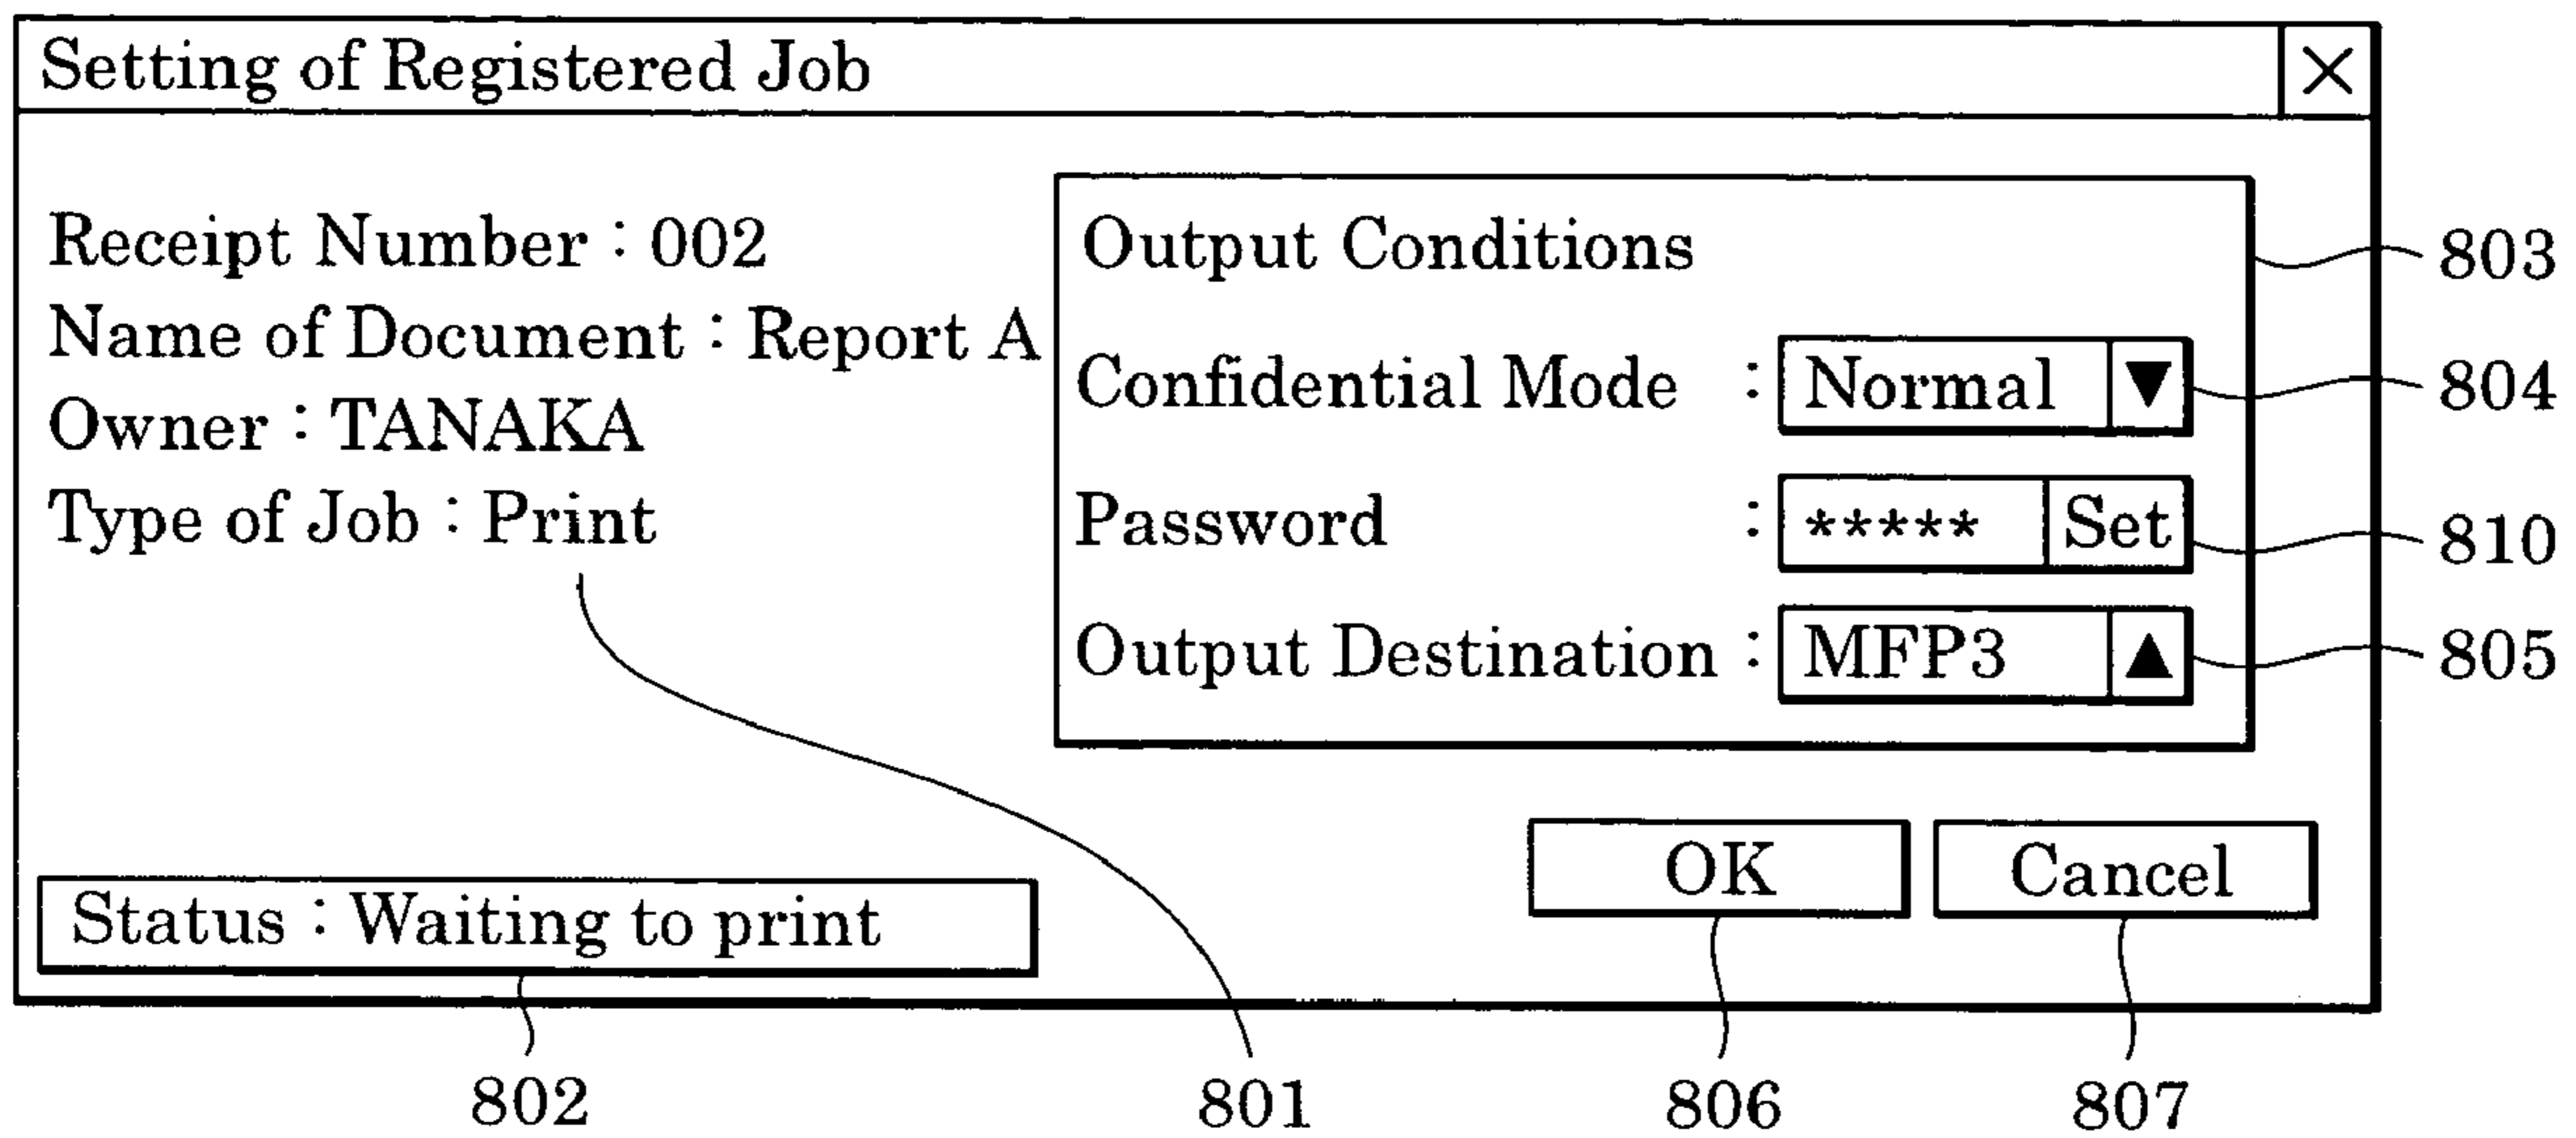 Setting of Registered Job ×
Receipt Number : 002
Name of Document : Report A
Owner : TANAKA
Type of Job : Print
Output Conditions
Confidential Mode : Normal ▼
Password : ***** Set
Output Destination : MFP3 ▲
803
804
810
805
OK
Cancel
Status : Waiting to print
802
801
806
807